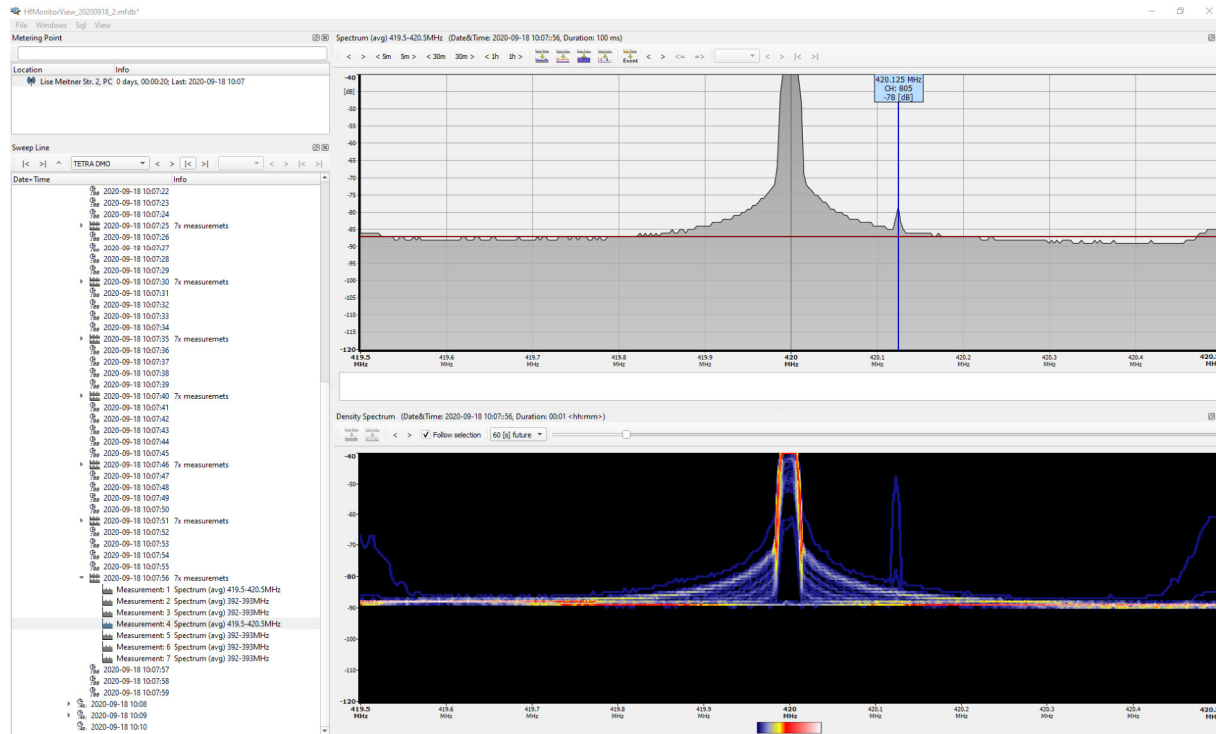 HfMonitorView_20200918_2.mfdb*
File Windows Sql View
Metering Point
Location Info
Lise Meitner Str. 2, PC 0 days, 00:00:20; Last: 2020-09-18 10:07
Sweep Line
|< >| ^ TETRA DMO < > |< >| < > |< >|
Date+Time Info
2020-09-18 10:07:22
2020-09-18 10:07:23
2020-09-18 10:07:24
2020-09-18 10:07:25 7x measuremets
2020-09-18 10:07:26
2020-09-18 10:07:27
2020-09-18 10:07:28
2020-09-18 10:07:29
2020-09-18 10:07:30 7x measuremets
2020-09-18 10:07:31
2020-09-18 10:07:32
2020-09-18 10:07:33
2020-09-18 10:07:34
2020-09-18 10:07:35 7x measuremets
2020-09-18 10:07:36
2020-09-18 10:07:37
2020-09-18 10:07:38
2020-09-18 10:07:39
2020-09-18 10:07:40 7x measuremets
2020-09-18 10:07:41
2020-09-18 10:07:42
2020-09-18 10:07:43
2020-09-18 10:07:44
2020-09-18 10:07:45
2020-09-18 10:07:46 7x measuremets
2020-09-18 10:07:47
2020-09-18 10:07:48
2020-09-18 10:07:49
2020-09-18 10:07:50
2020-09-18 10:07:51 7x measuremets
2020-09-18 10:07:52
2020-09-18 10:07:53
2020-09-18 10:07:54
2020-09-18 10:07:55
2020-09-18 10:07:56 7x measuremets
Measurement: 1 Spectrum (avg) 419.5-420.5MHz
Measurement: 2 Spectrum (avg) 392-393MHz
Measurement: 3 Spectrum (avg) 392-393MHz
Measurement: 4 Spectrum (avg) 419.5-420.5MHz
Measurement: 5 Spectrum (avg) 392-393MHz
Measurement: 6 Spectrum (avg) 392-393MHz
Measurement: 7 Spectrum (avg) 392-393MHz
2020-09-18 10:07:57
2020-09-18 10:07:58
2020-09-18 10:07:59
2020-09-18 10:08
2020-09-18 10:09
2020-09-18 10:10
Spectrum (avg) 419.5-420.5MHz (Date&Time: 2020-09-18 10:07::56, Duration: 100 ms)
< > < 5m 5m > < 30m 30m > < 1h 1h > Event < > <= => < > |< >|
420.125 MHz
CH: 805
-78 [dB]
-40
[dB]
-50
-55
-60
-65
-70
-75
-80
-85
-90
-95
-100
-105
-110
-115
-120
419.5 419.6 419.7 419.8 419.9 420 420.1 420.2 420.3 420.4 420.
MHz MHz MHz MHz MHz MHz MHz MHz MHz MHz MH
Density Spectrum (Date&Time: 2020-09-18 10:07::56, Duration: 00:01 <hh:mm>)
< > Follow selection 60 [s] future
-40
-50
-60
-70
-80
-90
-100
-110
-120
419.5 419.6 419.7 419.8 419.9 420 420.1 420.2 420.3 420.4 420.
MHz MHz MHz MHz MHz MHz MHz MHz MHz MHz MH